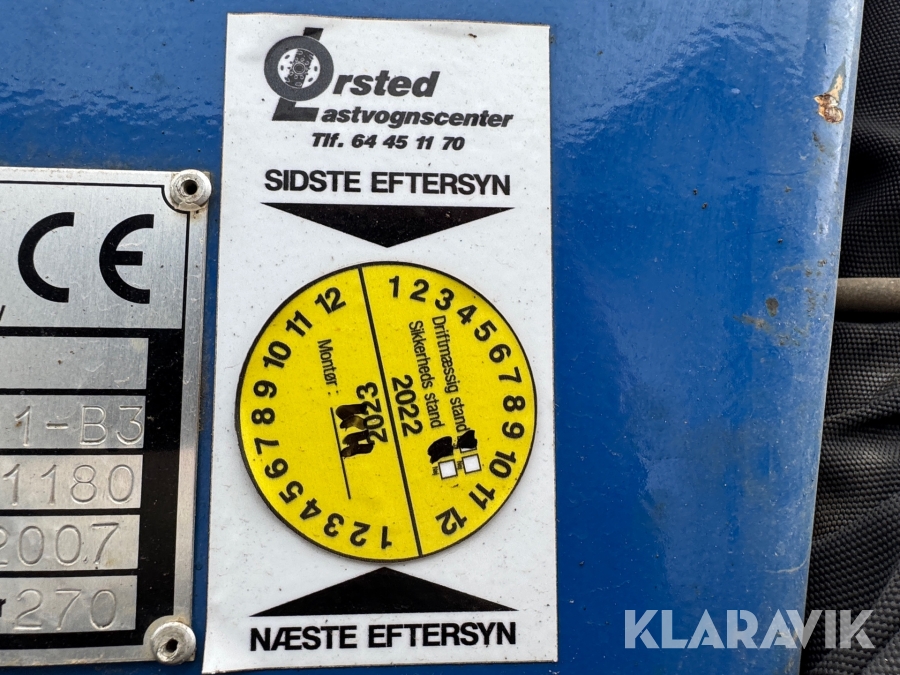 Ørsted
Lastvognscenter
Tlf. 64 45 11 70
SIDSTE EFTERSYN
1 2 3 4 5 6 7 8 9 10 11 12
Driftmæssig stand
Sikkerheds stand
2022
2023
Montør:
1 2 3 4 5 6 7 8 9 10 11 12
NÆSTE EFTERSYN
CE
1-B3
1180
2007
270
KLARAVIK